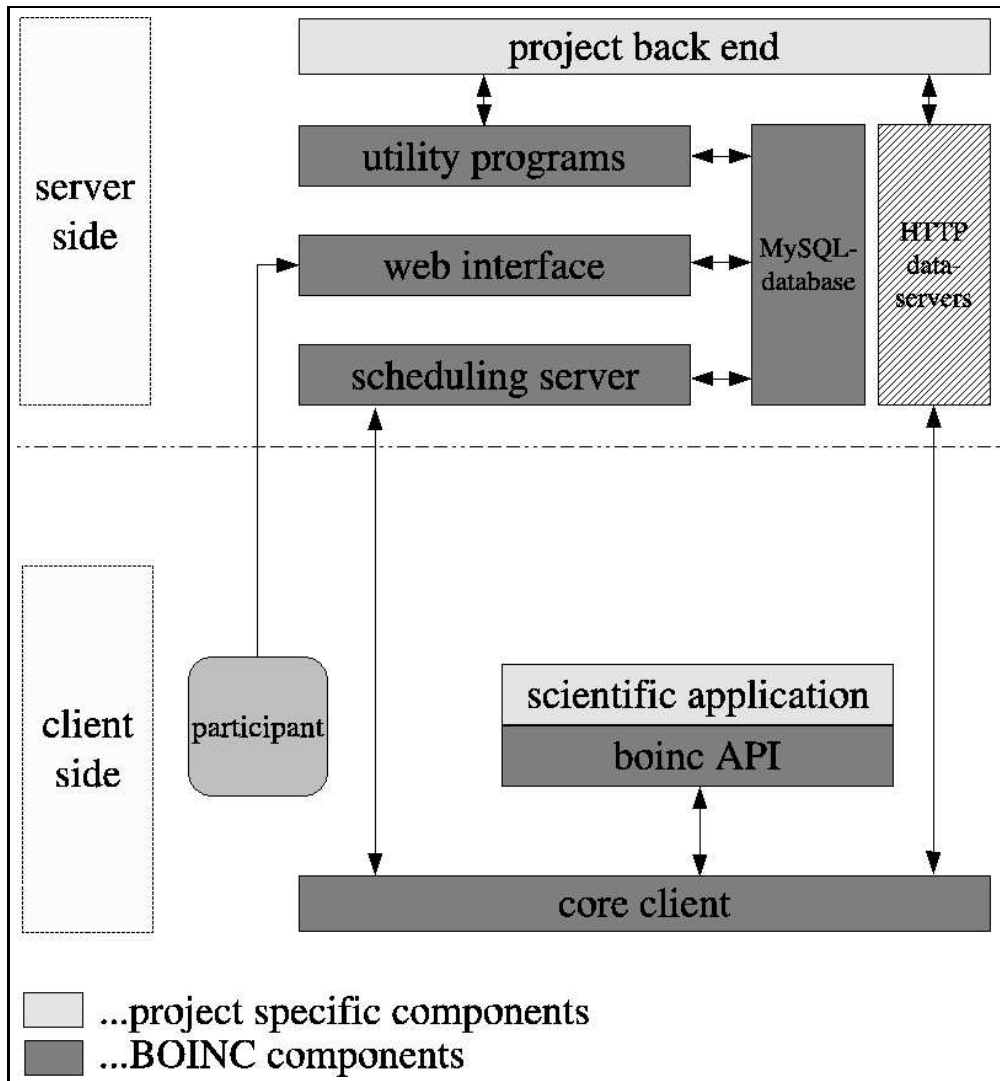 project back end
utility programs
server
side
web interface
MySQL-
database
HTTP
data-
servers
scheduling server
client
side
participant
scientific application
boinc API
core client
...project specific components
...BOINC components